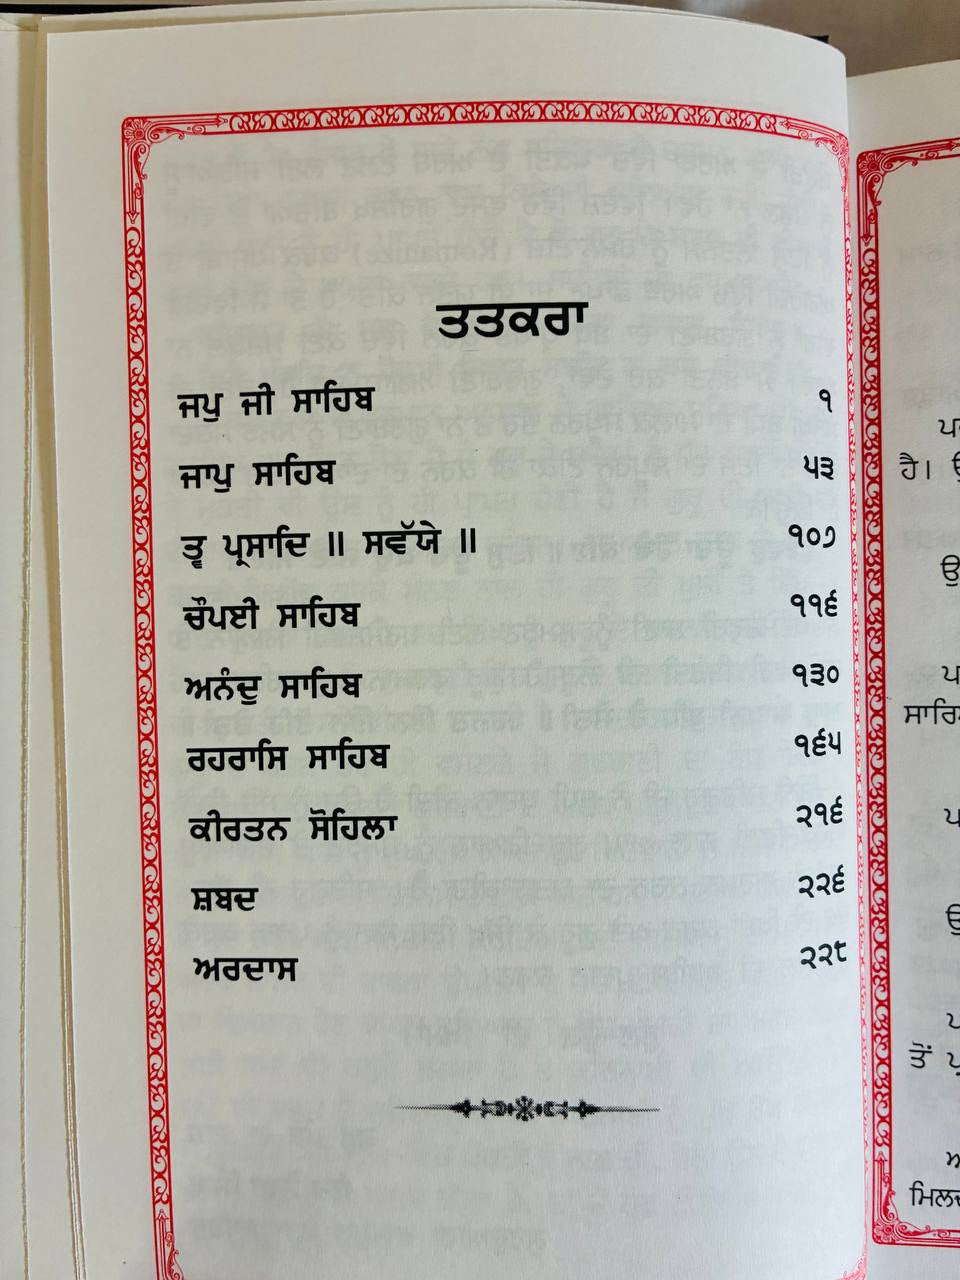 ਤਤਕਰਾ
ਜਪੁ ਜੀ ਸਾਹਿਬ ੧
ਜਾਪੁ ਸਾਹਿਬ ੫੩
ਤ੍ਵ ਪ੍ਰਸਾਦਿ ॥ ਸਵੱਯੇ ॥ ੧੦੭
ਚੌਪਈ ਸਾਹਿਬ ੧੧੬
ਅਨੰਦੁ ਸਾਹਿਬ ੧੩੦
ਰਹਰਾਸਿ ਸਾਹਿਬ ੧੬੫
ਕੀਰਤਨ ਸੋਹਿਲਾ ੨੧੬
ਸ਼ਬਦ ੨੨੬
ਅਰਦਾਸ ੨੨੮
ਹੈ।
ਤੋਂ